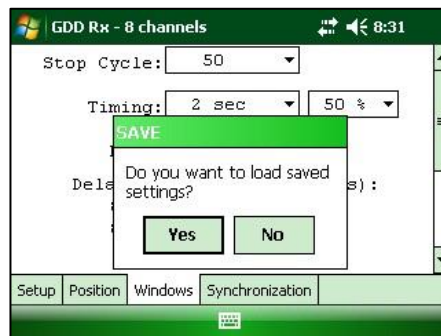 GDD Rx - 8 channels 8:31
Stop Cycle: 50
Timing: 2 sec 50 %
SAVE
Do you want to load saved
settings?
Yes No
Setup Position Windows Synchronization